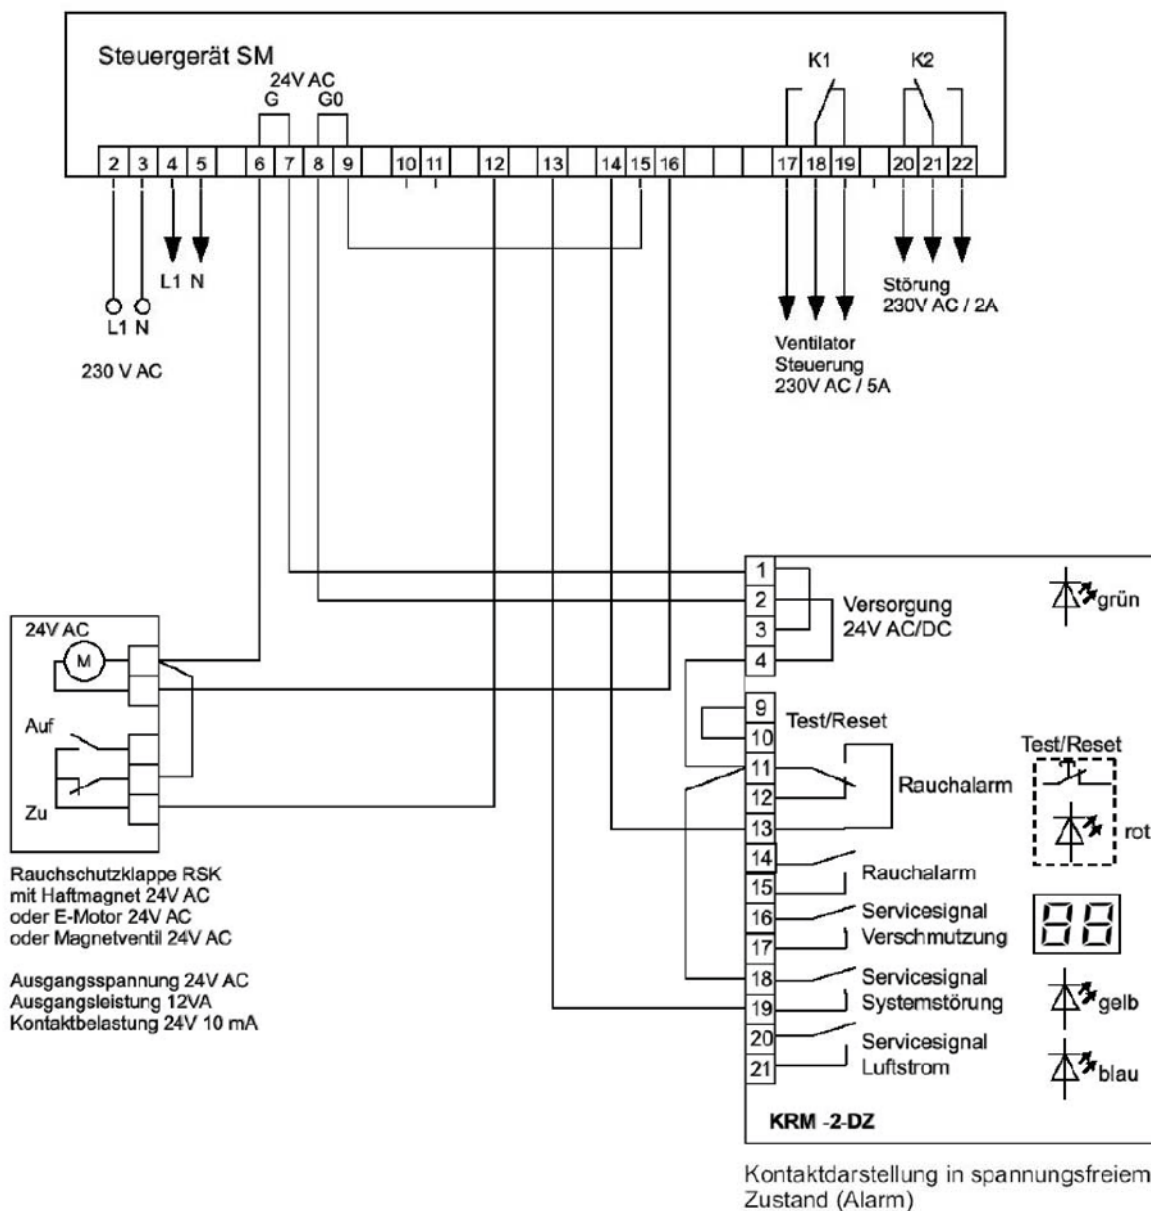 Steuergerät SM
24V AC
G G0
K1 K2
2 3 4 5 6 7 8 9 10 11 12 13 14 15 16 17 18 19 20 21 22
L1 N
L1 N
230 V AC
Störung
230V AC / 2A
Ventilator
Steuerung
230V AC / 5A
24V AC
M
Auf
Zu
Rauchschutzklappe RSK
mit Haftmagnet 24V AC
oder E-Motor 24V AC
oder Magnetventil 24V AC
Ausgangsspannung 24V AC
Ausgangsleistung 12VA
Kontaktbelastung 24V 10 mA
1
2
3
4
Versorgung
24V AC/DC
grün
9
10
Test/Reset
11
12
13
Rauchalarm
Test/Reset
rot
14
15
Rauchalarm
16
17
Servicesignal
Verschmutzung
88
18
19
Servicesignal
Systemstörung
gelb
20
21
Servicesignal
Luftstrom
blau
KRM -2-DZ
Kontaktdarstellung in spannungsfreiem
Zustand (Alarm)